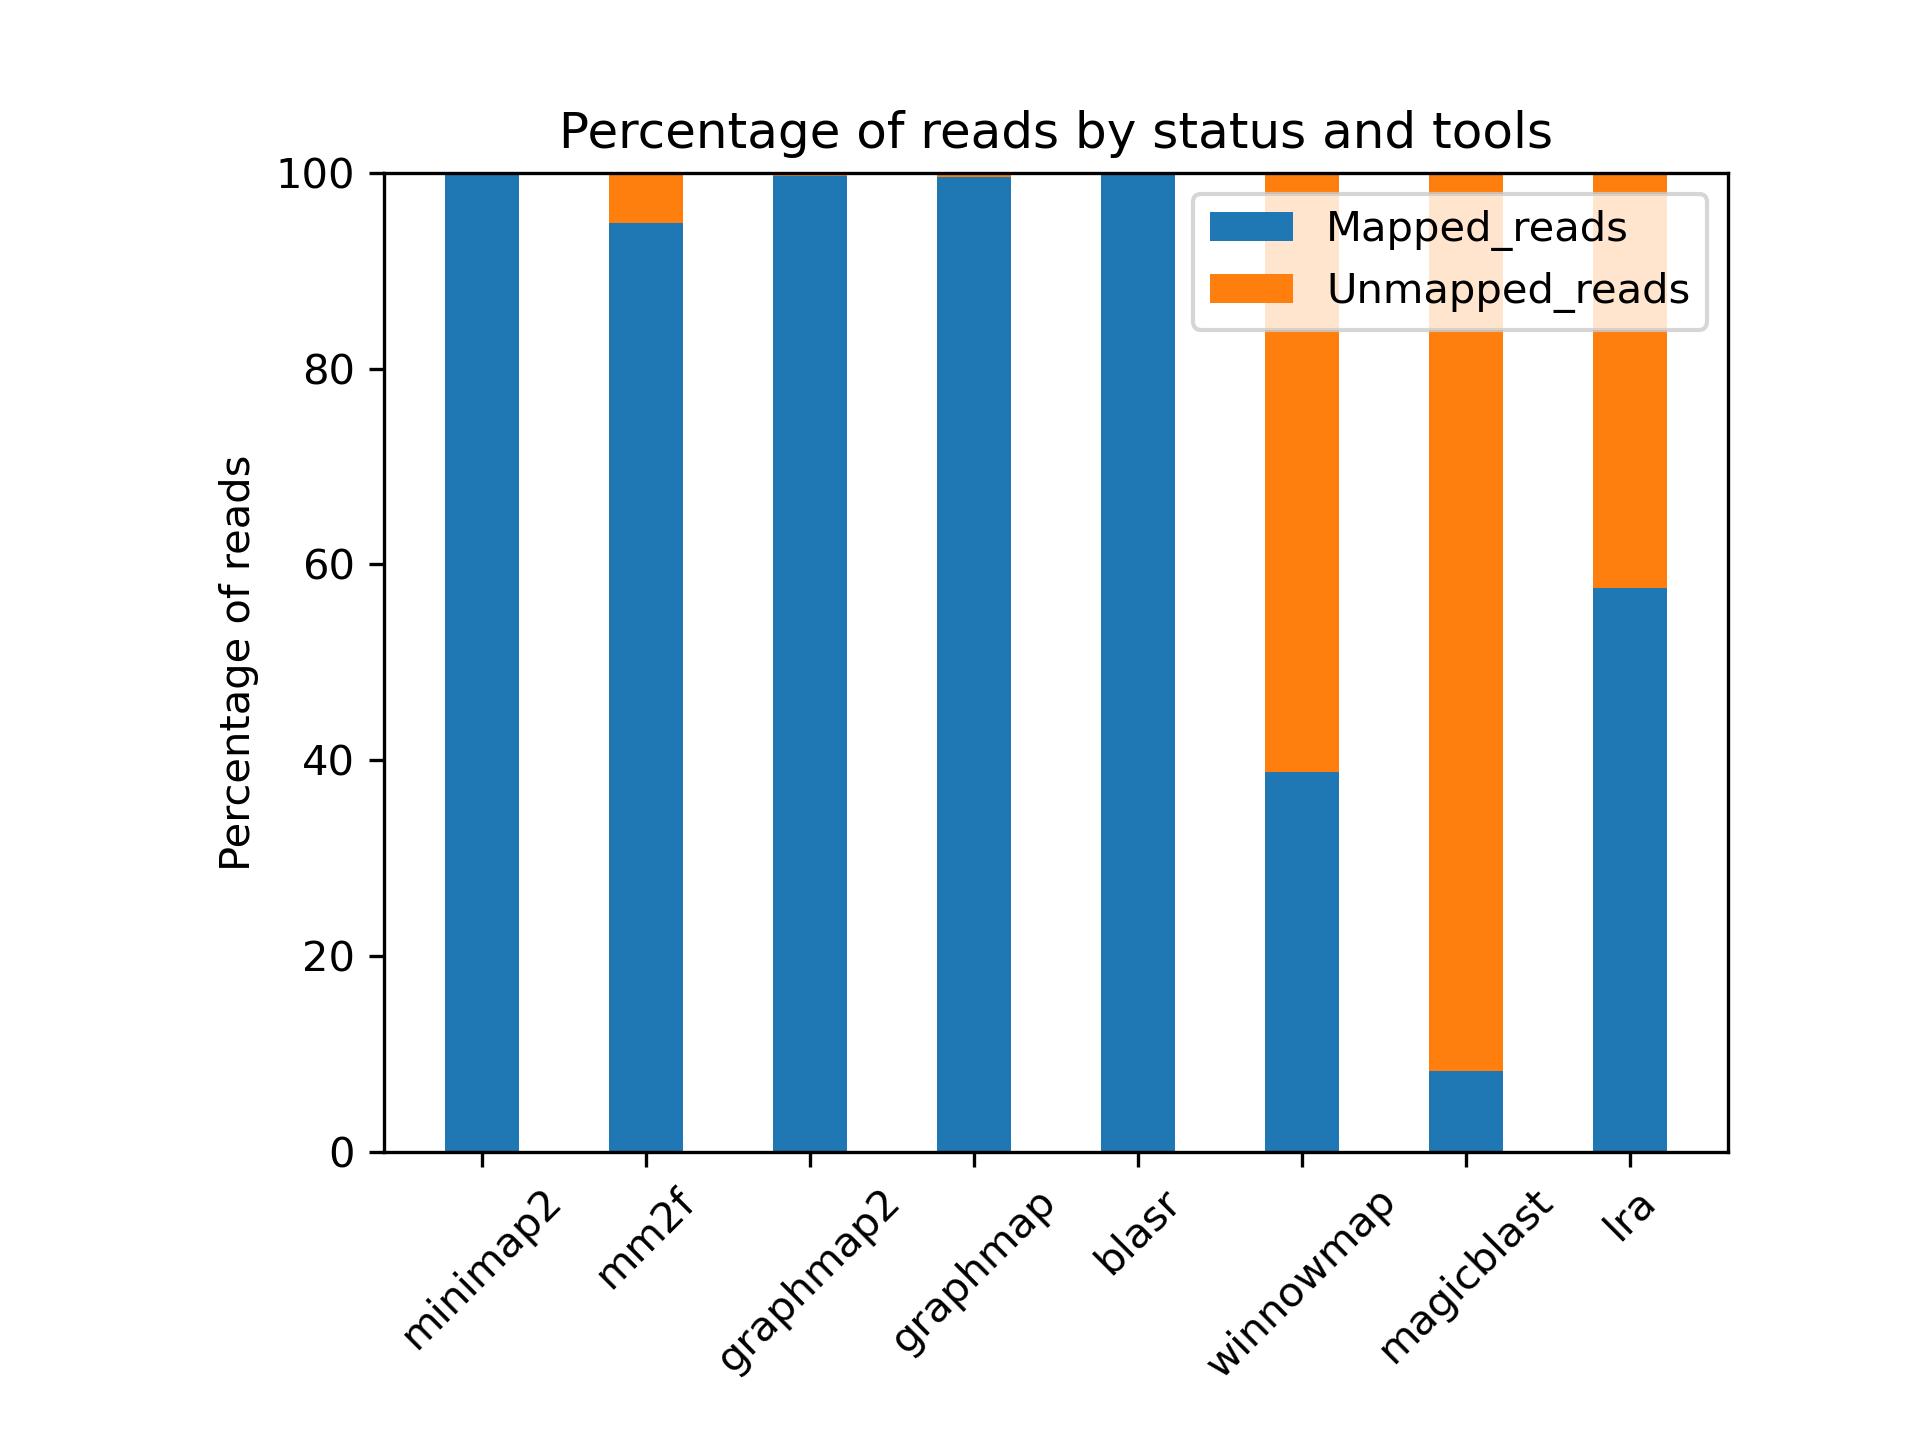 Percentage of reads by status and tools
Mapped_reads
Unmapped_reads
Percentage of reads
100
80
60
40
20
0
minimap2
mm2f
graphmap2
graphmap
blasr
winnowmap
magicblast
lra